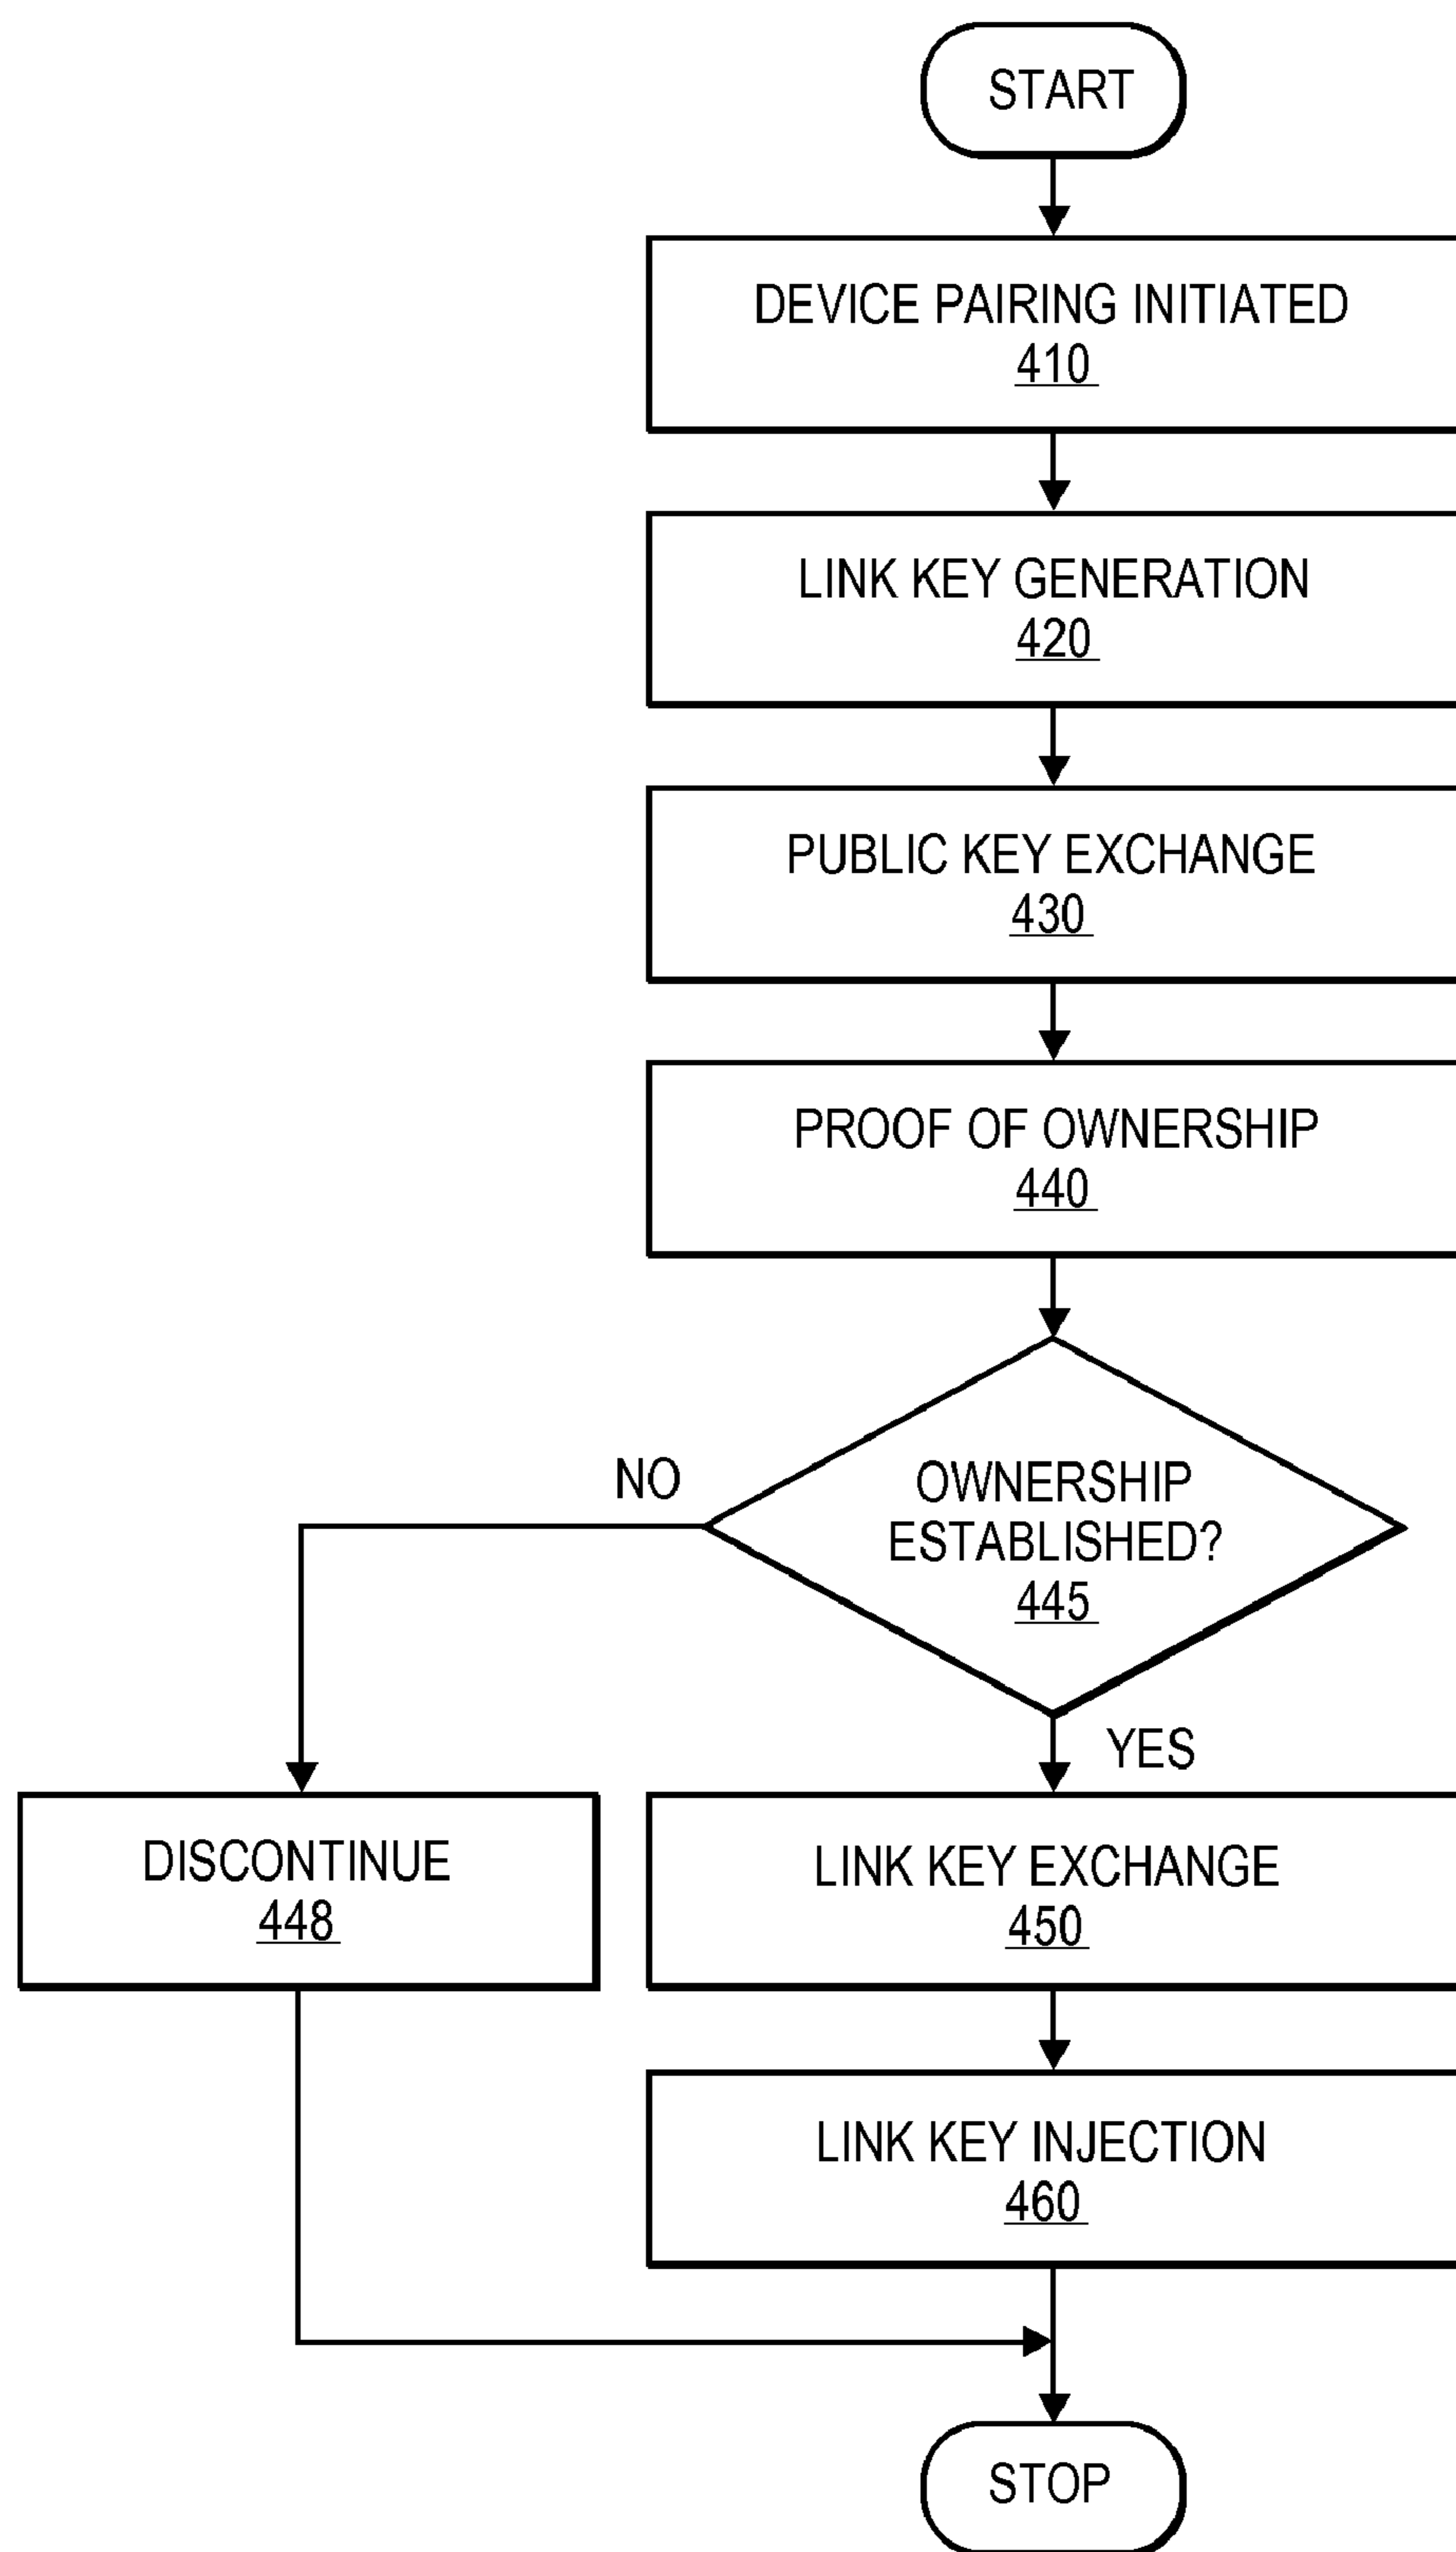 START
DEVICE PAIRING INITIATED
410
LINK KEY GENERATION
420
PUBLIC KEY EXCHANGE
430
PROOF OF OWNERSHIP
440
OWNERSHIP
ESTABLISHED?
445
NO
YES
DISCONTINUE
448
LINK KEY EXCHANGE
450
LINK KEY INJECTION
460
STOP